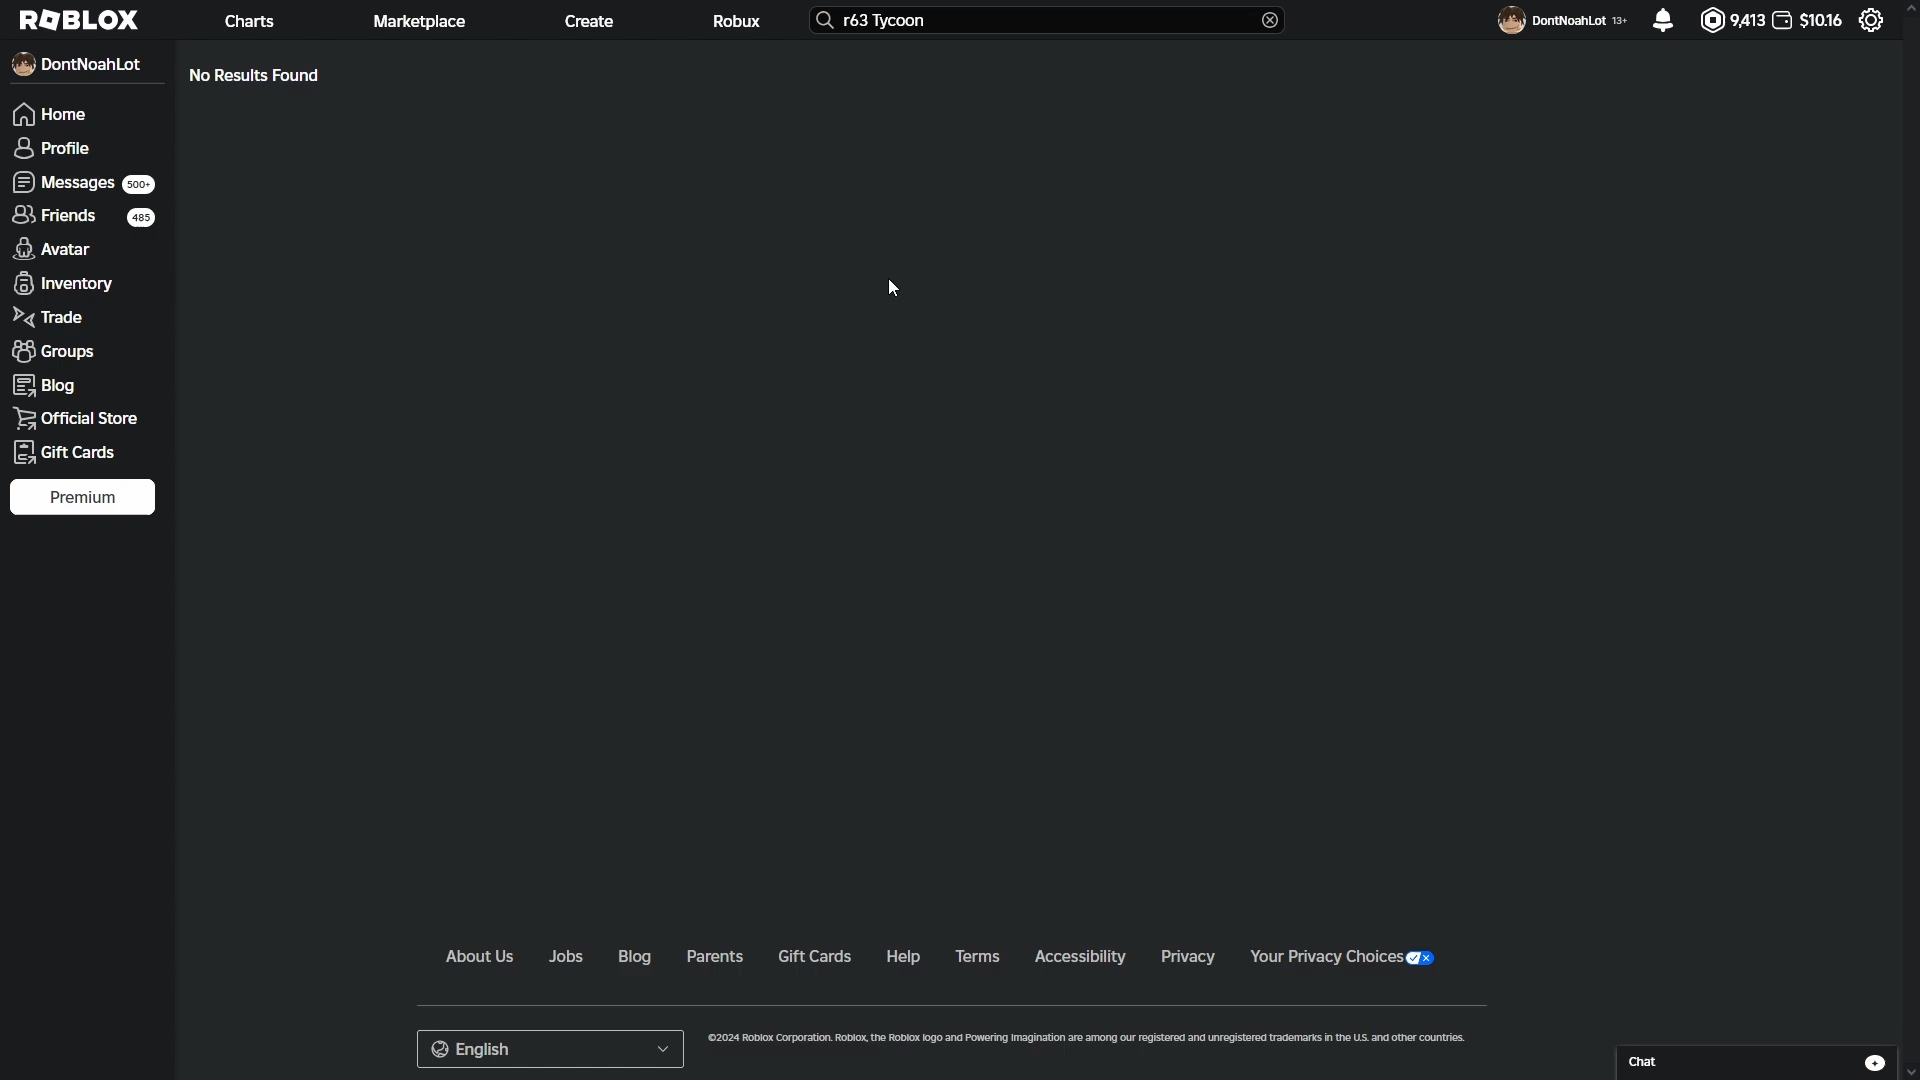 ROBLOX
Charts
Marketplace
Create
Robux
r63 Tycoon
DontNoahLot 13+
9,413
$10.16
DontNoahLot
Home
Profile
Messages 500+
Friends 485
Avatar
Inventory
Trade
Groups
Blog
Official Store
Gift Cards
Premium
No Results Found
About Us
Jobs
Blog
Parents
Gift Cards
Help
Terms
Accessibility
Privacy
Your Privacy Choices
English
©2024 Roblox Corporation. Roblox, the Roblox logo and Powering Imagination are among our registered and unregistered trademarks in the U.S. and other countries.
Chat